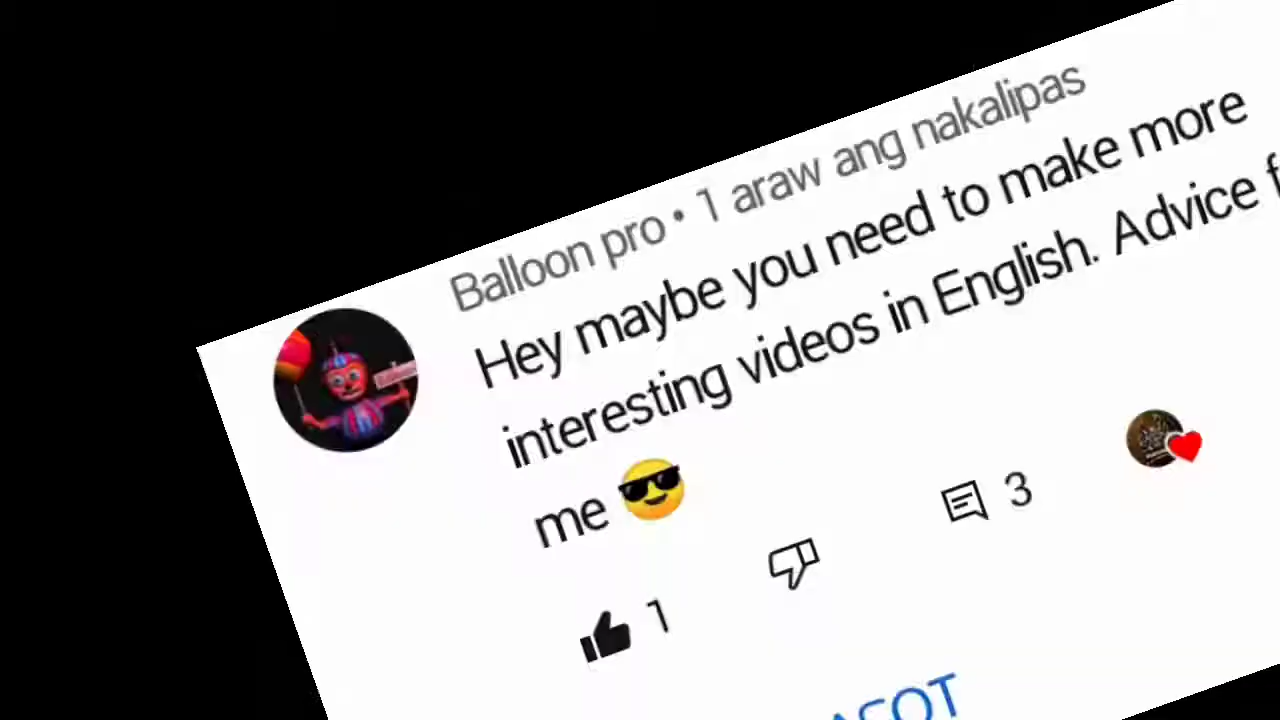 Balloon pro • 1 araw ang nakalipas
Hey maybe you need to make more
interesting videos in English. Advice
me 😎
1
3